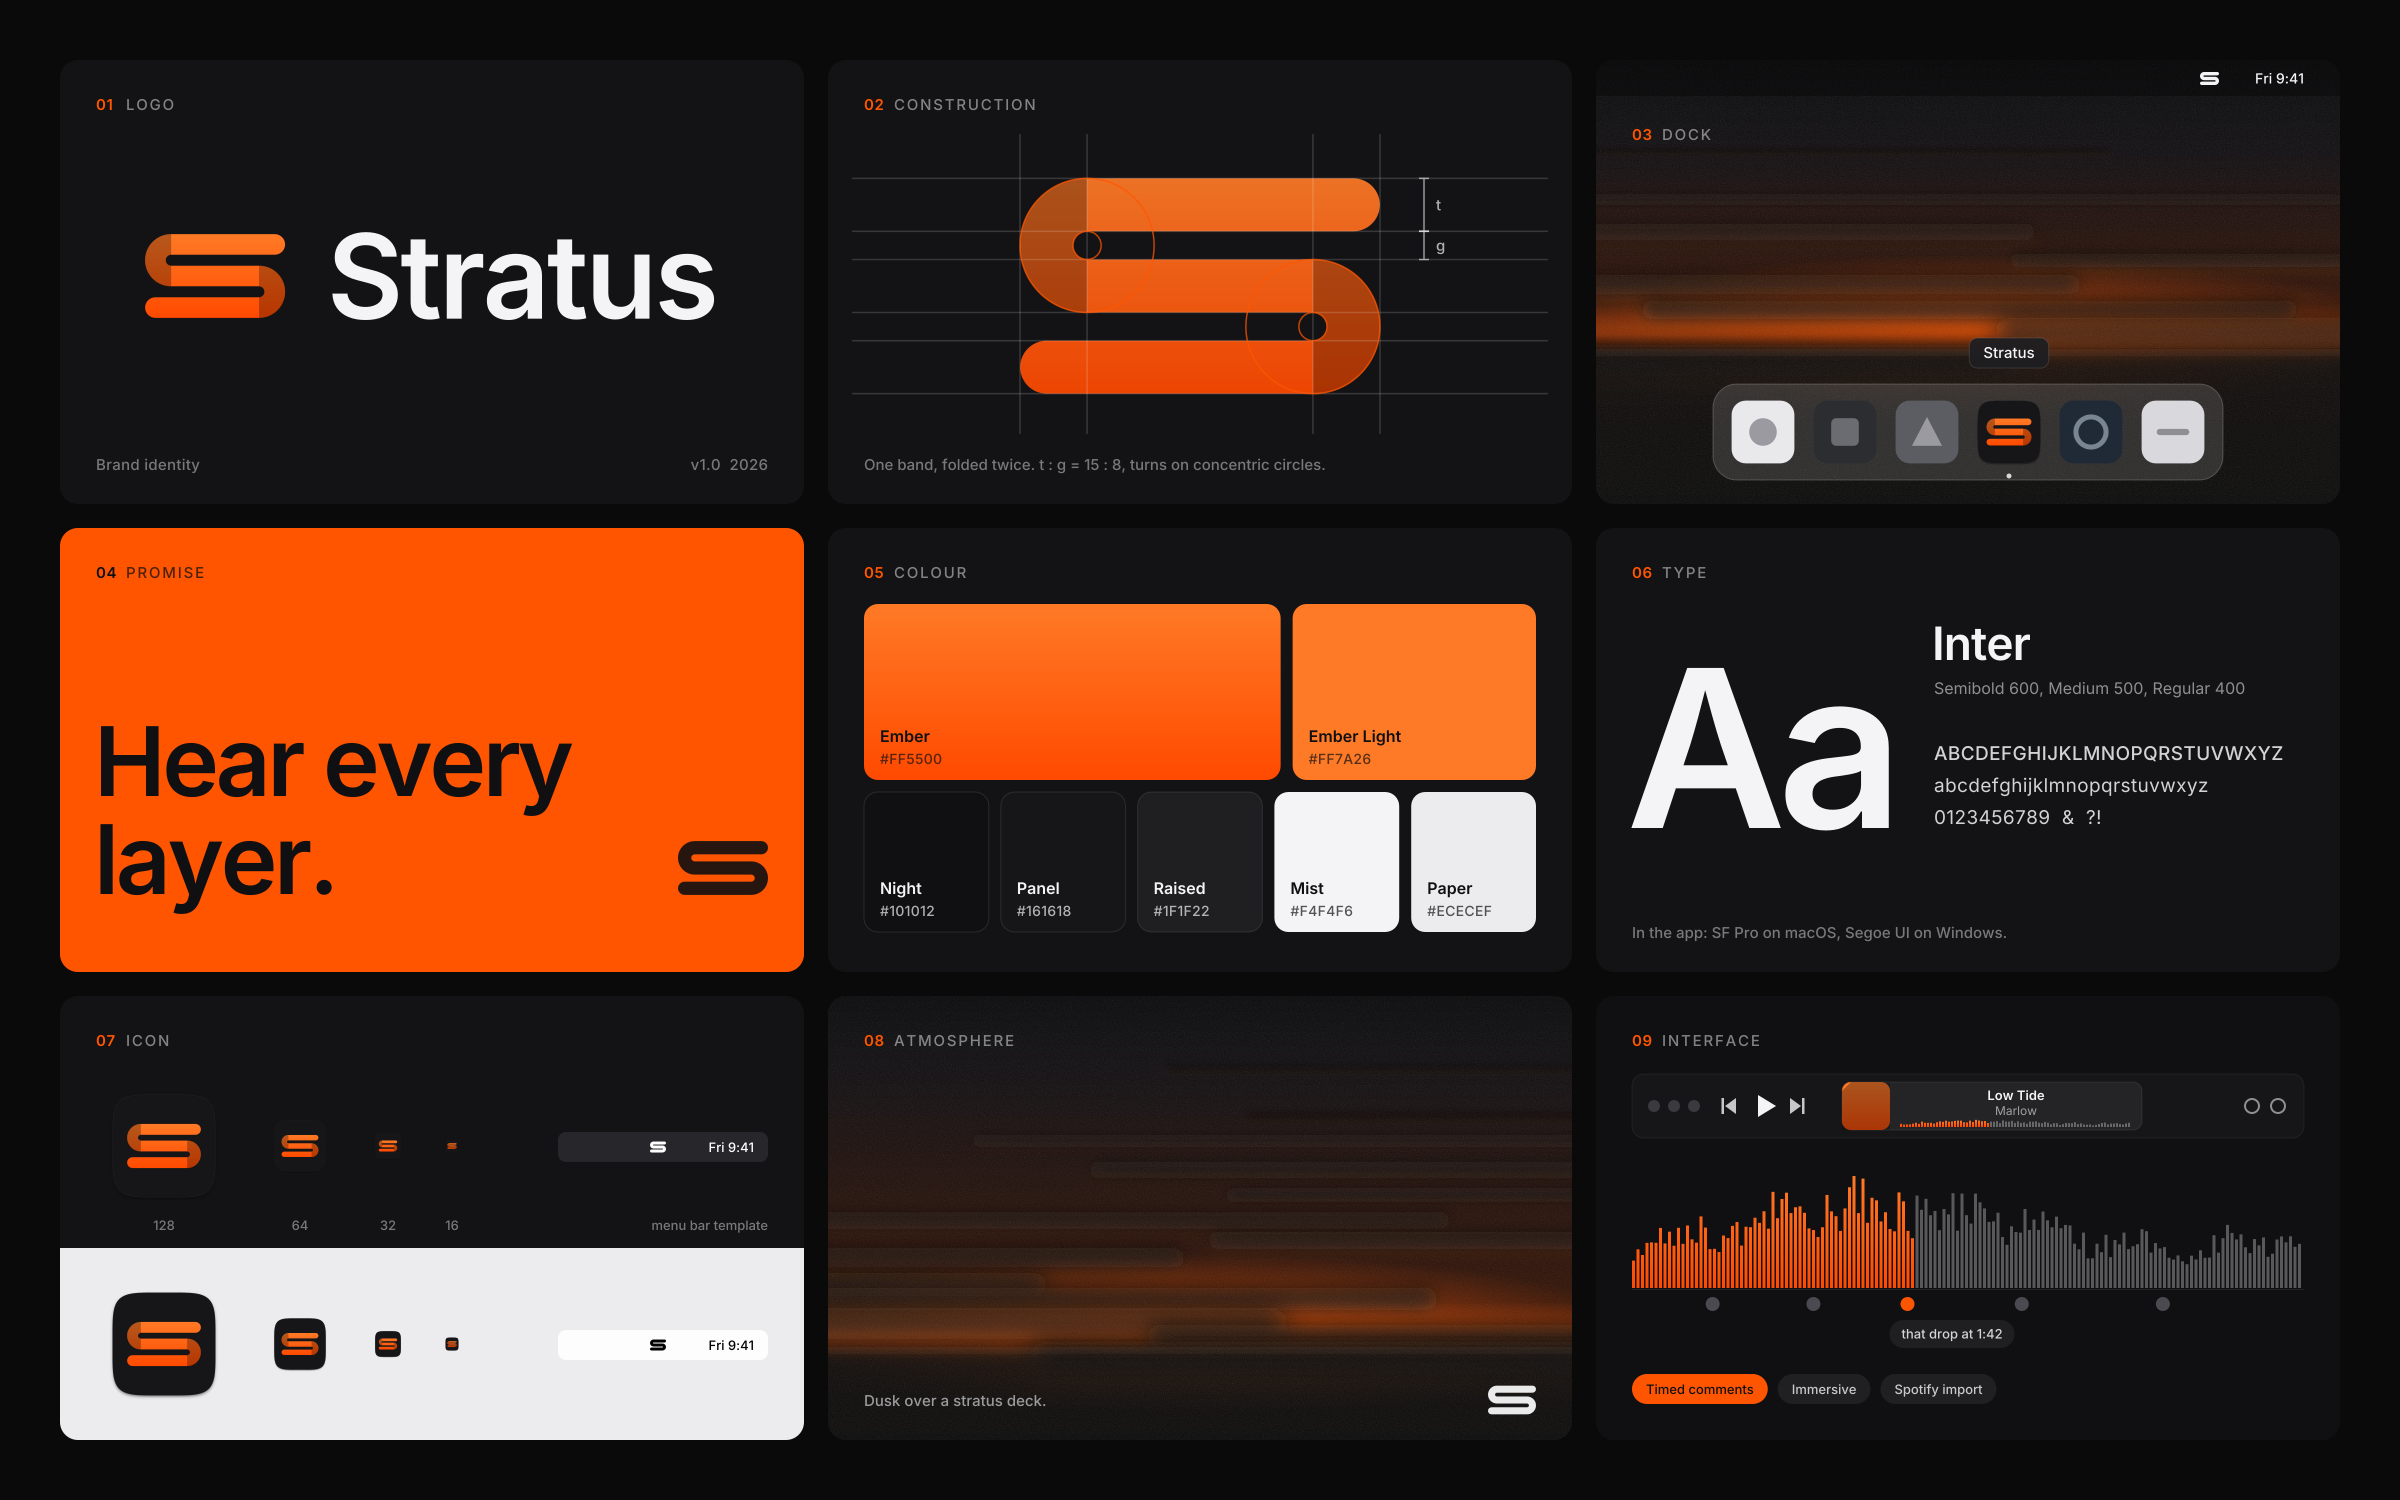 01 LOGO
Stratus
Brand identity
v1.0 2026
02 CONSTRUCTION
t
g
One band, folded twice. t : g = 15 : 8, turns on concentric circles.
Fri 9:41
03 DOCK
Stratus
04 PROMISE
Hear every
layer.
05 COLOUR
Ember
#FF5500
Ember Light
#FF7A26
Night
#101012
Panel
#161618
Raised
#1F1F22
Mist
#F4F4F6
Paper
#ECECEF
06 TYPE
Aa
Inter
Semibold 600, Medium 500, Regular 400
ABCDEFGHIJKLMNOPQRSTUVWXYZ
abcdefghijklmnopqrstuvwxyz
0123456789 & ?!
In the app: SF Pro on macOS, Segoe UI on Windows.
07 ICON
Fri 9:41
128
64
32
16
menu bar template
Fri 9:41
08 ATMOSPHERE
Dusk over a stratus deck.
09 INTERFACE
Low Tide
Marlow
that drop at 1:42
Timed comments
Immersive
Spotify import